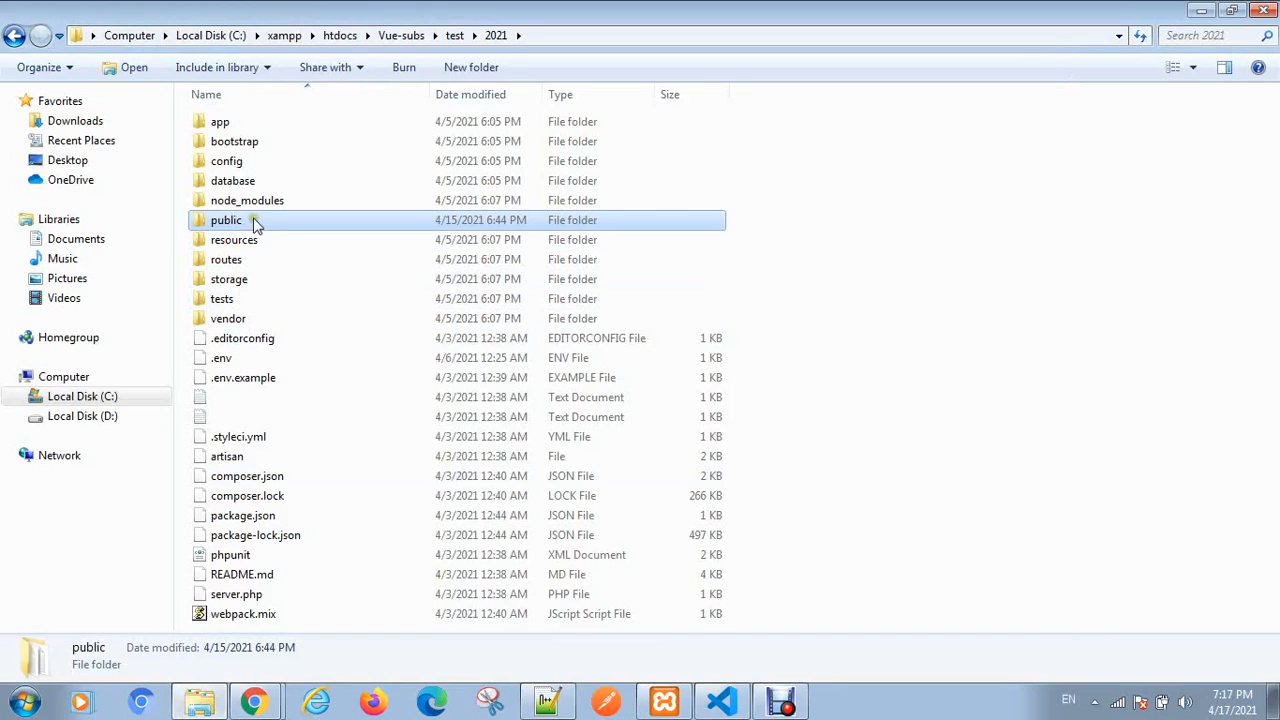 Computer Local Disk (C:) xampp htdocs Vue-subs test 2021 Search 2021
Organize Open Include in library Share with Burn New folder
Name Date modified Type Size
Favorites
Downloads
Recent Places
Desktop
OneDrive
Libraries
Documents
Music
Pictures
Videos
Homegroup
Computer
Local Disk (C:)
Local Disk (D:)
Network
app 4/5/2021 6:05 PM File folder
bootstrap 4/5/2021 6:05 PM File folder
config 4/5/2021 6:05 PM File folder
database 4/5/2021 6:05 PM File folder
node_modules 4/5/2021 6:07 PM File folder
public 4/15/2021 6:44 PM File folder
resources 4/5/2021 6:07 PM File folder
routes 4/5/2021 6:07 PM File folder
storage 4/5/2021 6:07 PM File folder
tests 4/5/2021 6:07 PM File folder
vendor 4/5/2021 6:07 PM File folder
.editorconfig 4/3/2021 12:38 AM EDITORCONFIG File 1 KB
.env 4/6/2021 12:25 AM ENV File 1 KB
.env.example 4/3/2021 12:39 AM EXAMPLE File 1 KB
4/3/2021 12:38 AM Text Document 1 KB
4/3/2021 12:38 AM Text Document 1 KB
.styleci.yml 4/3/2021 12:38 AM YML File 1 KB
artisan 4/3/2021 12:38 AM File 2 KB
composer.json 4/3/2021 12:40 AM JSON File 2 KB
composer.lock 4/3/2021 12:40 AM LOCK File 266 KB
package.json 4/3/2021 12:44 AM JSON File 1 KB
package-lock.json 4/3/2021 12:44 AM JSON File 497 KB
phpunit 4/3/2021 12:38 AM XML Document 2 KB
README.md 4/3/2021 12:38 AM MD File 4 KB
server.php 4/3/2021 12:38 AM PHP File 1 KB
webpack.mix 4/3/2021 12:40 AM JScript Script File 1 KB
public Date modified: 4/15/2021 6:44 PM
File folder
EN 7:17 PM
4/17/2021